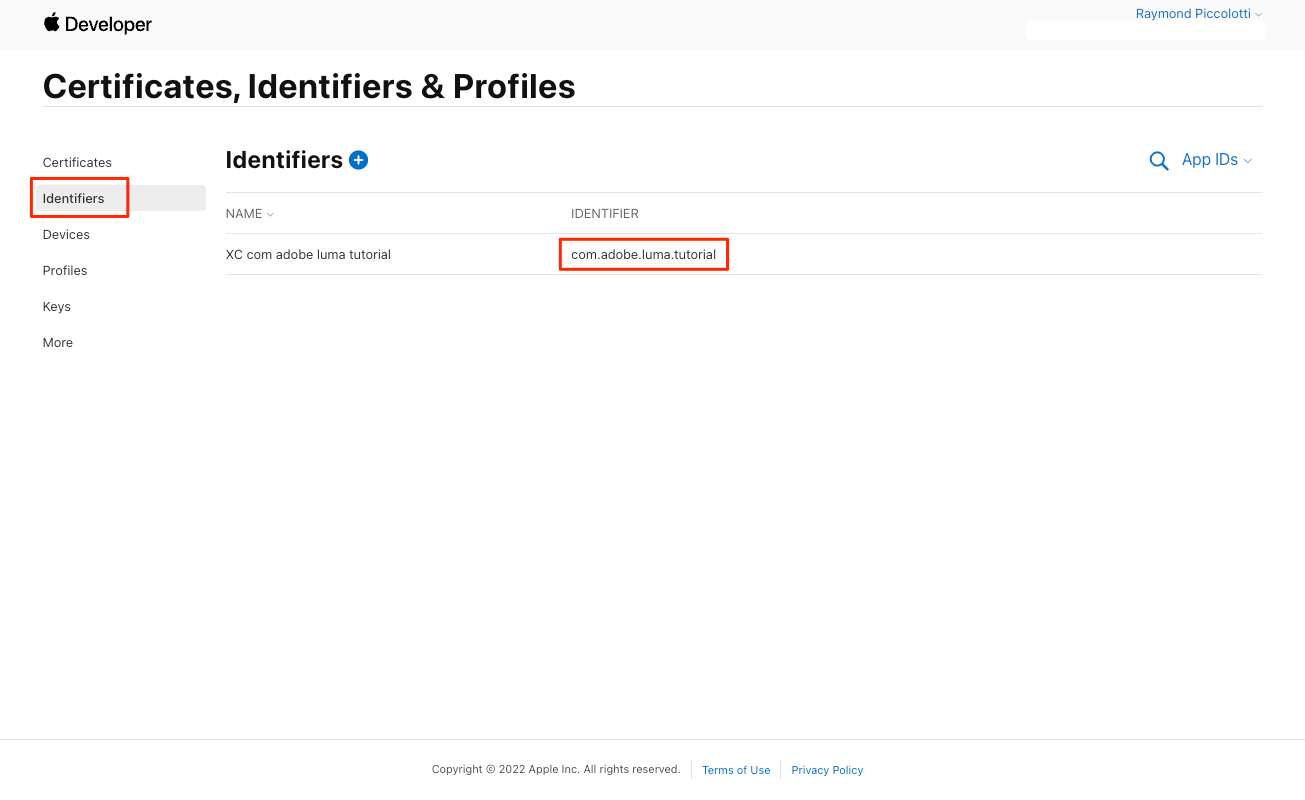 Developer
Raymond Piccolotti
Certificates, Identifiers & Profiles
Certificates
Identifiers
Devices
Profiles
Keys
More
Identifiers
App IDs
NAME IDENTIFIER
XC com adobe luma tutorial com.adobe.luma.tutorial
Copyright © 2022 Apple Inc. All rights reserved. Terms of Use Privacy Policy